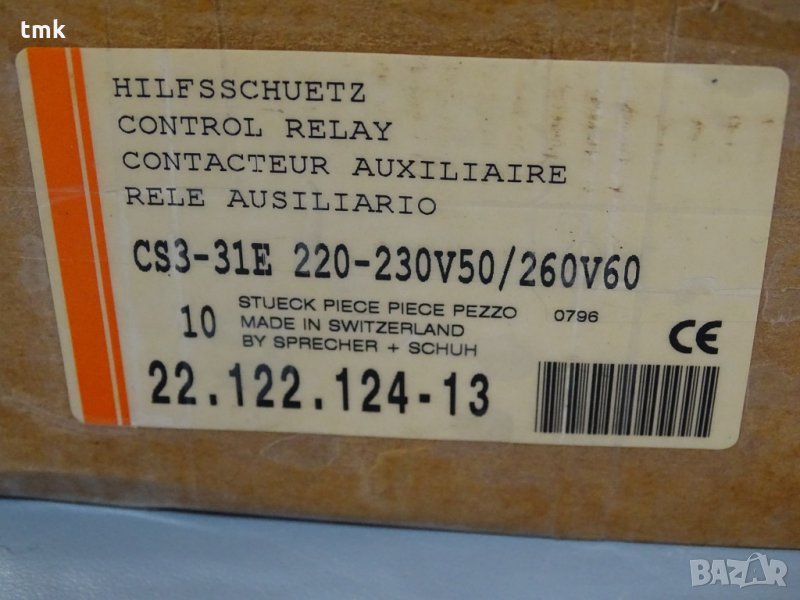 tmk
HILFSSCHUETZ
CONTROL RELAY
CONTACTEUR AUXILIAIRE
RELE AUSILIARIO
CS3-31E 220-230V50/260V60
10 STUECK PIECE PIECE PEZZO 0796
MADE IN SWITZERLAND
BY SPRECHER + SCHUH
CE
22.122.124-13
BAZAR